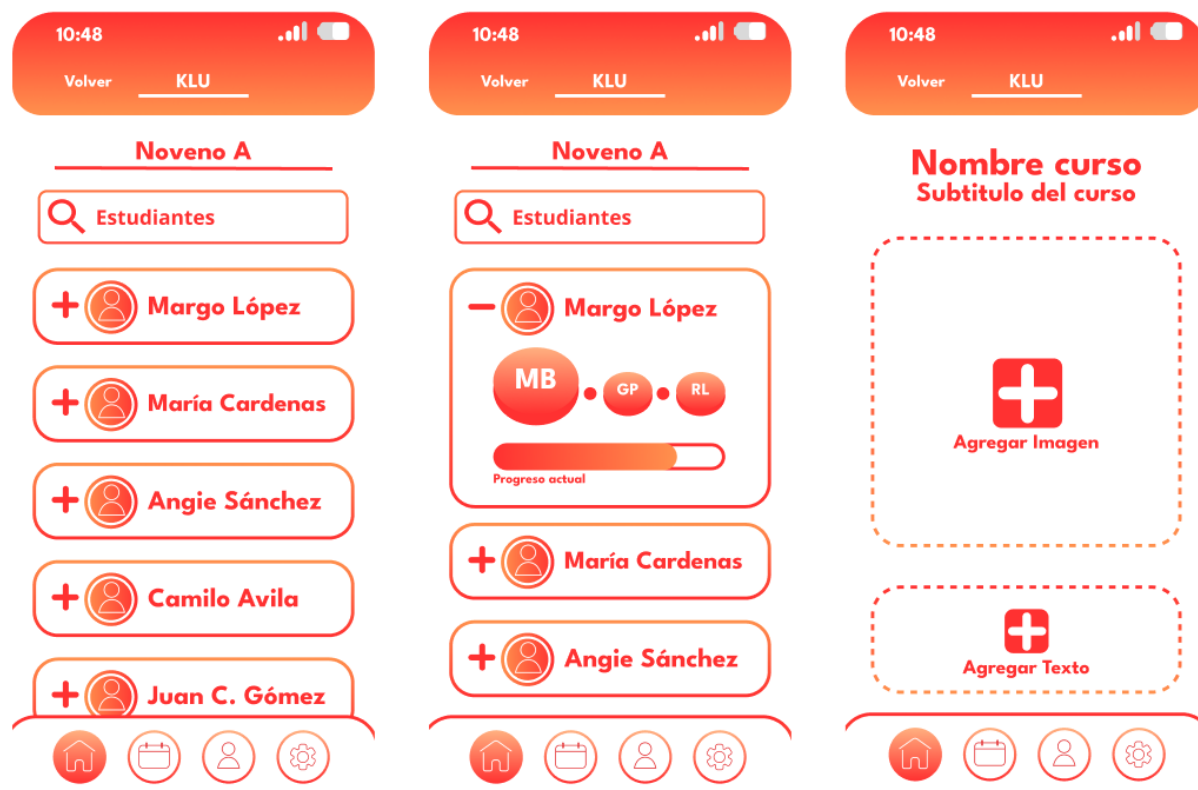 10:48
Volver KLU
Noveno A
Estudiantes
Margo López
María Cardenas
Angie Sánchez
Camilo Avila
Juan C. Gómez
10:48
Volver KLU
Noveno A
Estudiantes
Margo López
MB GP RL
Progreso actual
María Cardenas
Angie Sánchez
10:48
Volver KLU
Nombre curso
Subtitulo del curso
Agregar Imagen
Agregar Texto